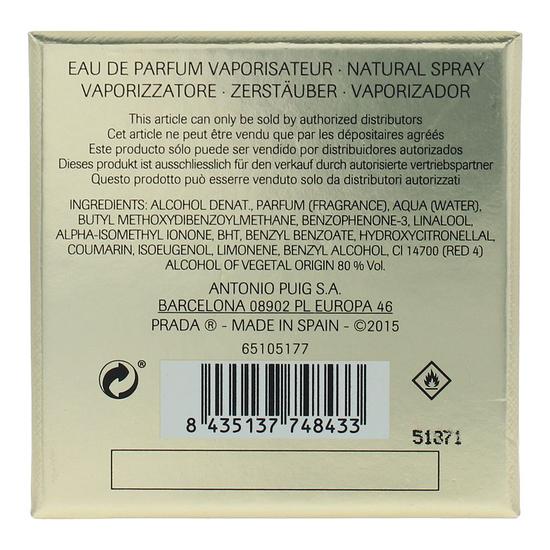 EAU DE PARFUM VAPORISATEUR · NATURAL SPRAY
VAPORIZZATORE · ZERSTÄUBER · VAPORIZADOR
This article can only be sold by authorized distributors
Cet article ne peut être vendu que par les dépositaires agréés
Este producto sólo puede ser vendido por distribuidores autorizados
Dieses produkt ist ausschliesslich für den verkauf durch autorisierte vertriebspartner
Questo prodotto può esserre venduto solo da distributori autorizzati
INGREDIENTS: ALCOHOL DENAT., PARFUM (FRAGRANCE), AQUA (WATER),
BUTYL METHOXYDIBENZOYLMETHANE, BENZOPHENONE-3, LINALOOL,
ALPHA-ISOMETHYL IONONE, BHT, BENZYL BENZOATE, HYDROXYCITRONELLAL,
COUMARIN, ISOEUGENOL, LIMONENE, BENZYL ALCOHOL, CI 14700 (RED 4)
ALCOHOL OF VEGETAL ORIGIN 80 % Vol.
ANTONIO PUIG S.A.
BARCELONA 08902 PL EUROPA 46
PRADA ® - MADE IN SPAIN - ©2015
65105177
®
8 435137 748433
51371